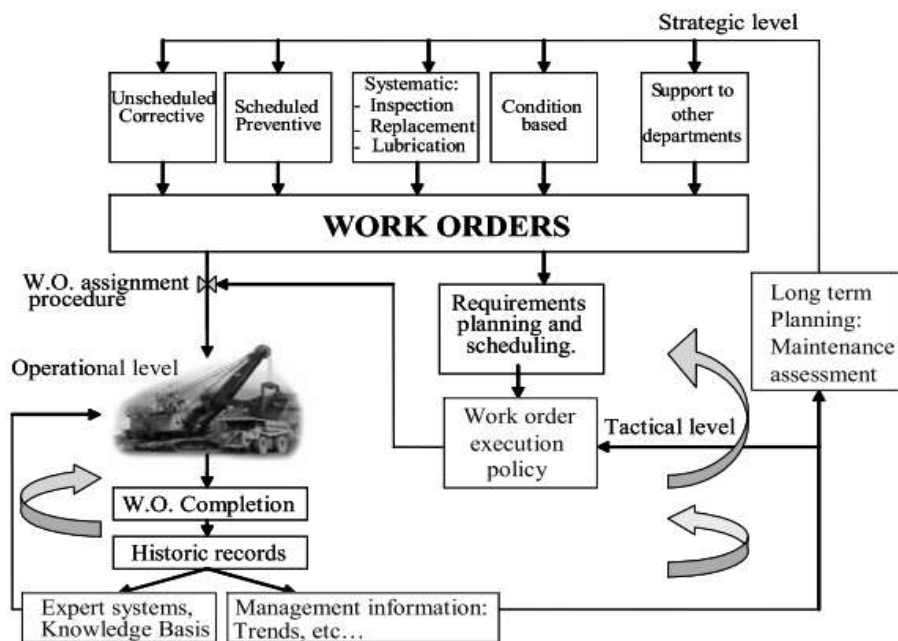 Strategic level
Unscheduled
Corrective
Scheduled
Preventive
Systematic:
- Inspection
- Replacement
- Lubrication
Condition
based
Support to
other
departments
WORK ORDERS
W.O. assignment
procedure
Requirements
planning and
scheduling.
Long term
Planning:
Maintenance
assessment
Operational level
Work order
execution
policy
Tactical level
W.O. Completion
Historic records
Expert systems,
Knowledge Basis
Management information:
Trends, etc…